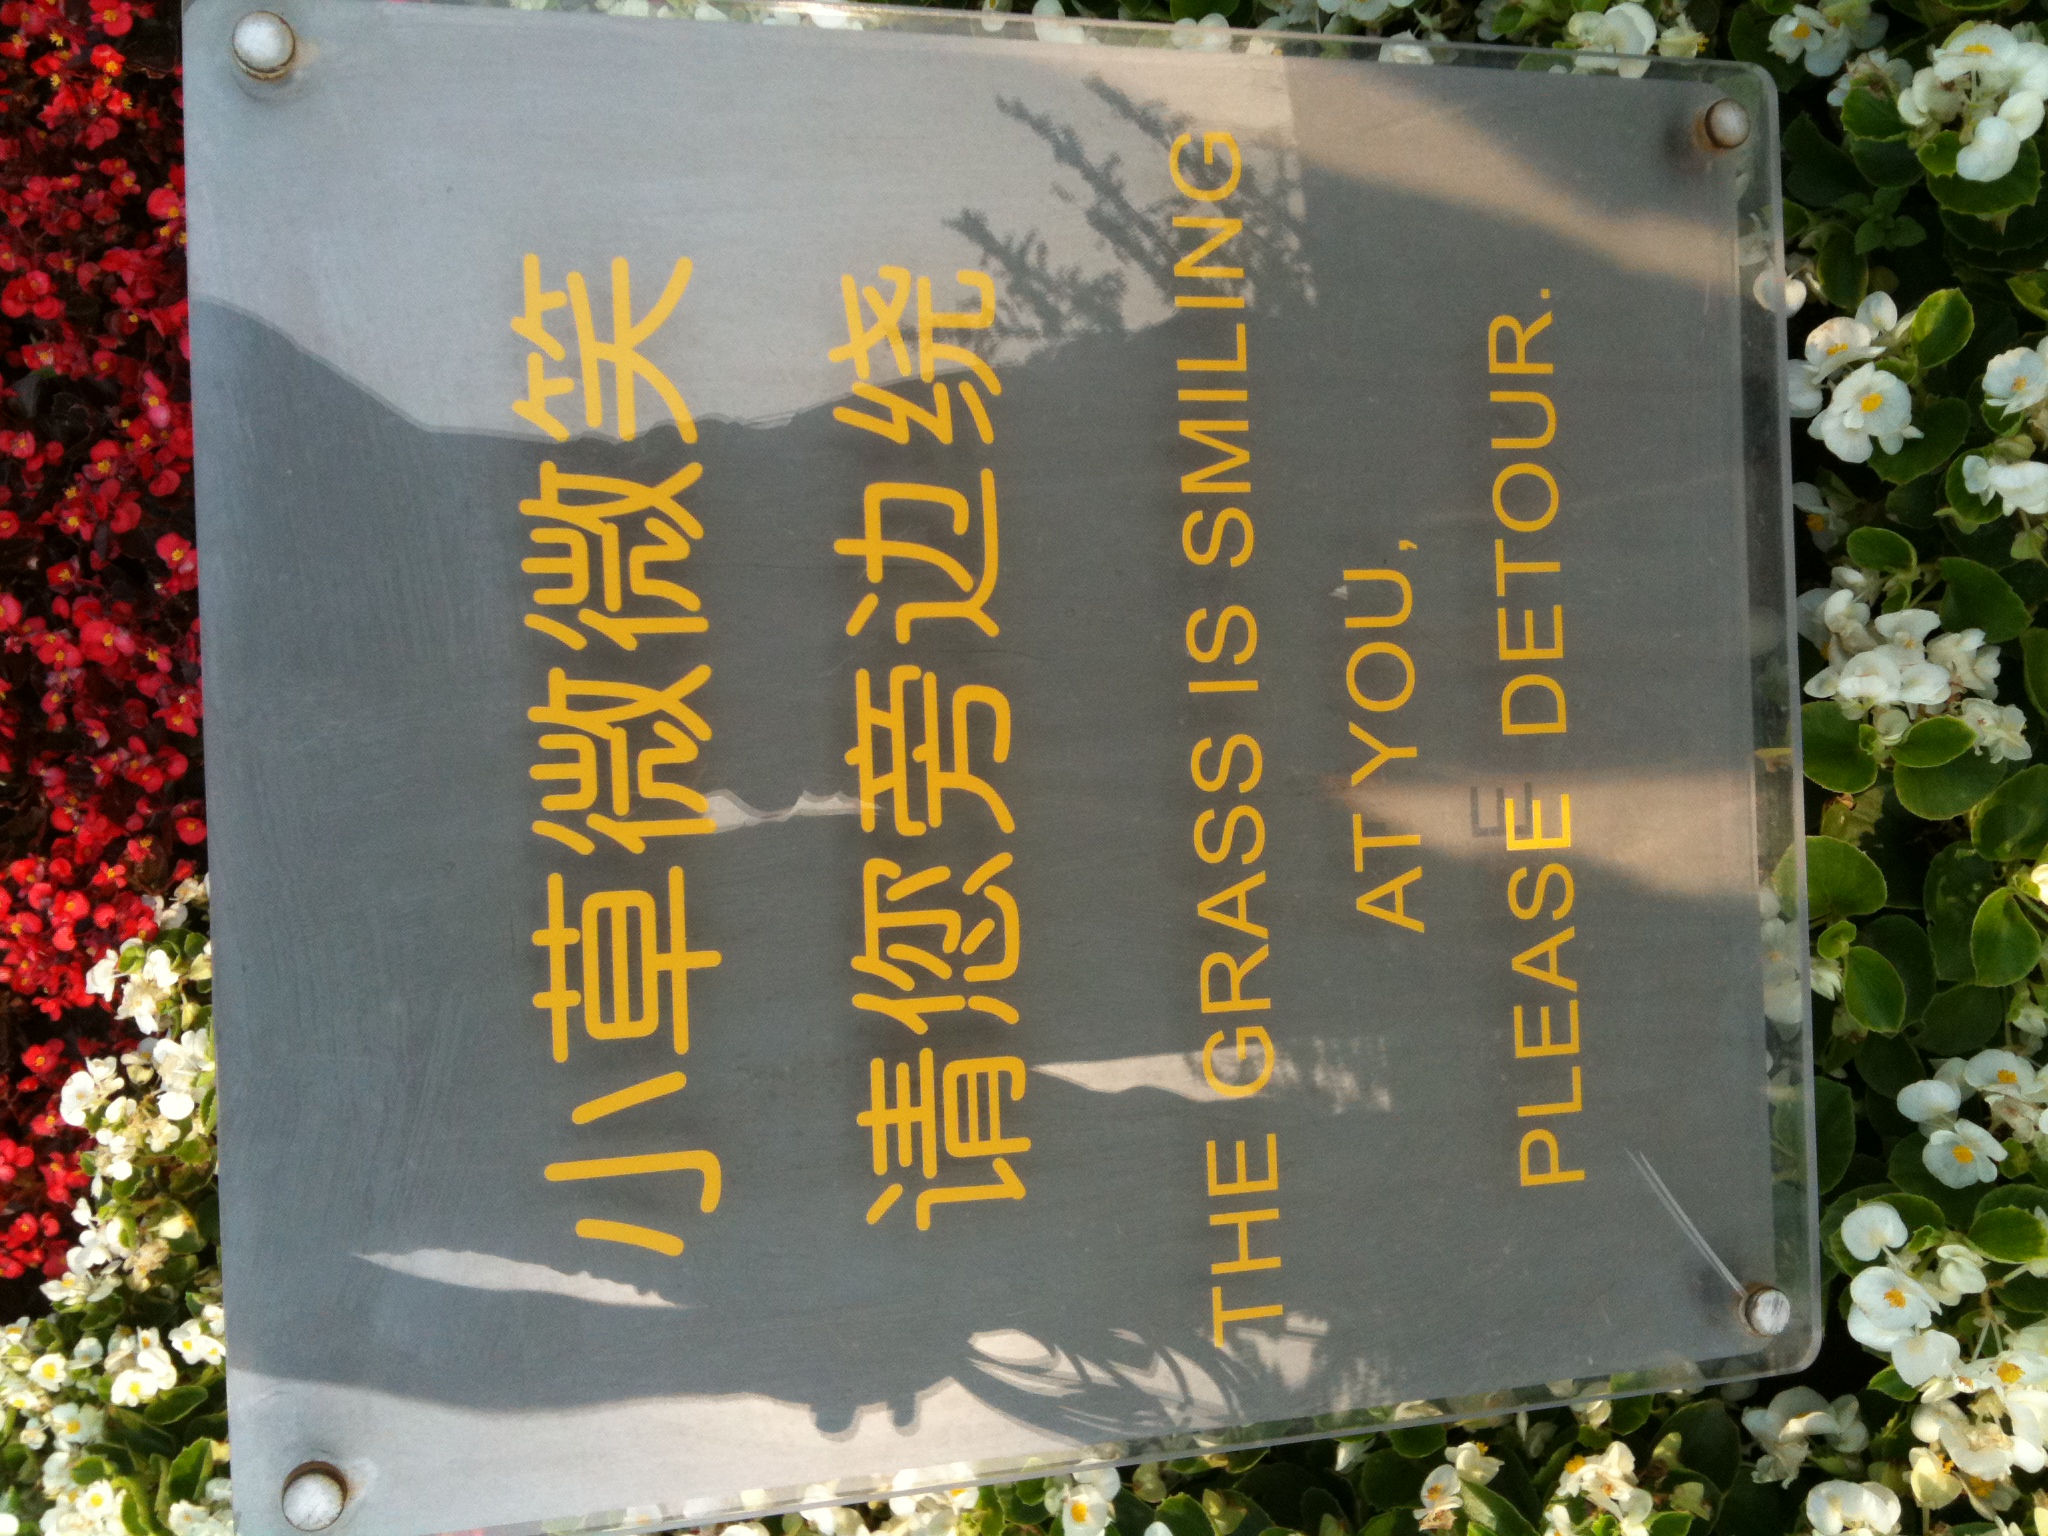 小草微微笑
请您旁边绕
THE GRASS IS SMILING
AT YOU,
PLEASE DETOUR.